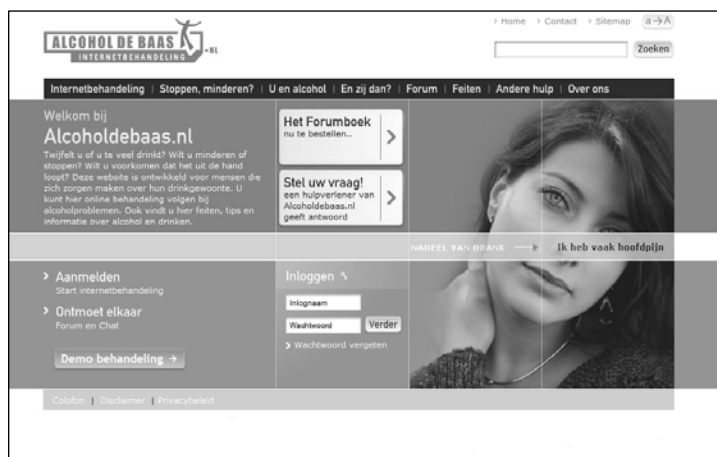 ALCOHOL DE BAAS .NL
INTERNETBEHANDELING
› Home › Contact › Sitemap a→A
Zoeken
Internetbehandeling | Stoppen, minderen? | U en alcohol | En zij dan? | Forum | Feiten | Andere hulp | Over ons
Welkom bij
Alcoholdebaas.nl
Twijfelt u of u te veel drinkt? Wilt u minderen of
stoppen? Wilt u voorkomen dat het uit de hand
loopt? Deze website is ontwikkeld voor mensen die
zich zorgen maken over hun drinkgewoonte. U
kunt hier online behandeling volgen bij
alcoholproblemen. Ook vindt u hier feiten, tips en
informatie over alcohol en drinken.
Het Forumboek
nu te bestellen...
Stel uw vraag!
een hulpverlener van
Alcoholdebaas.nl
geeft antwoord
NADEEL VAN DRANK → Ik heb vaak hoofdpijn
› Aanmelden
Start internetbehandeling
› Ontmoet elkaar
Forum en Chat
Demo behandeling →
Inloggen
Inlognaam
Wachtwoord Verder
› Wachtwoord vergeten
Colofon | Disclaimer | Privacybeleid